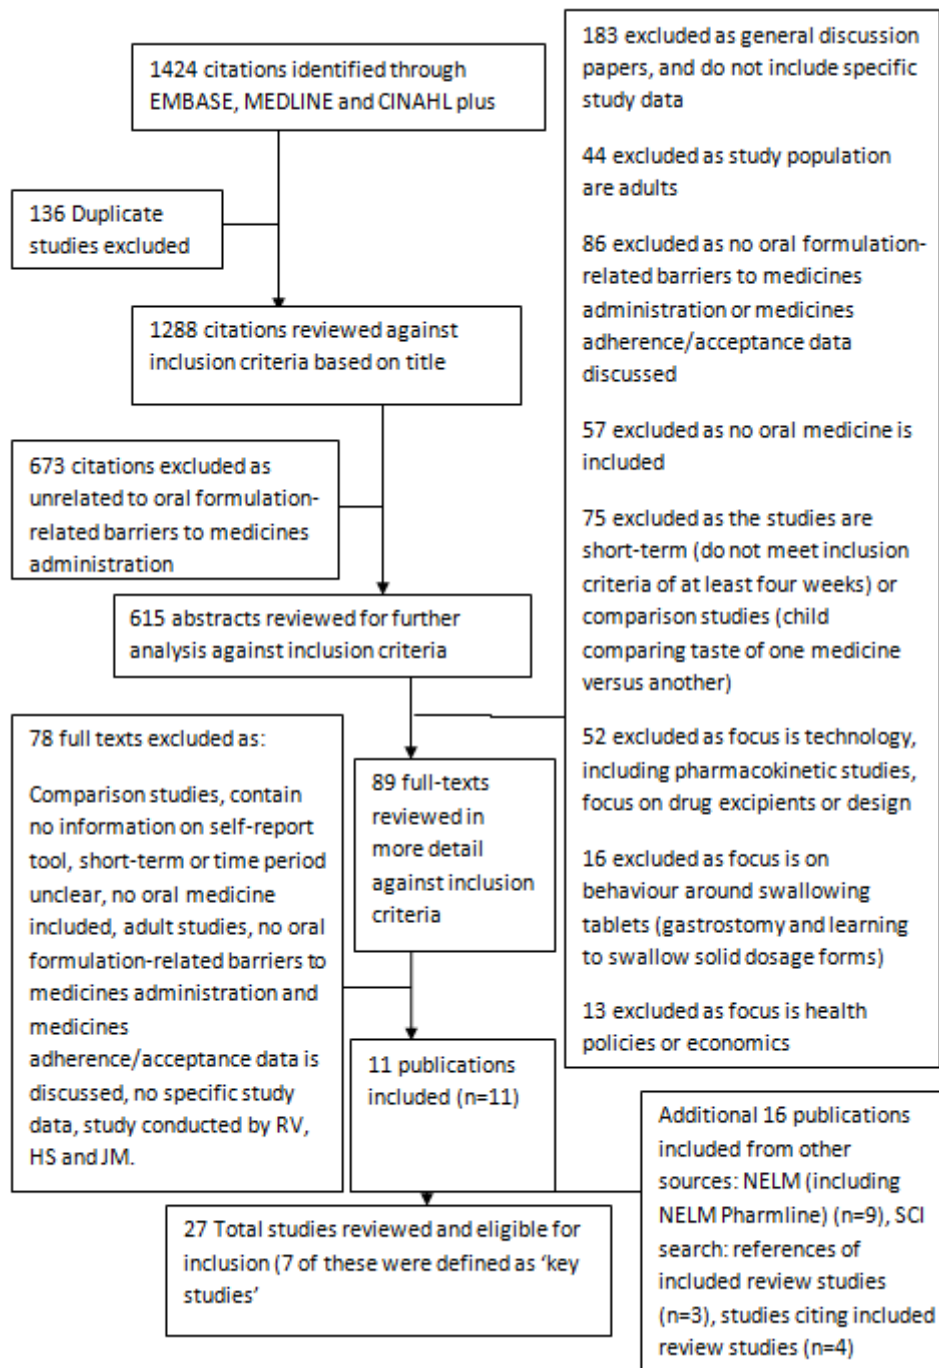 1424 citations identified through
EMBASE, MEDLINE and CINAHL plus
136 Duplicate
studies excluded
1288 citations reviewed against
inclusion criteria based on title
673 citations excluded as
unrelated to oral formulation-
related barriers to medicines
administration
615 abstracts reviewed for further
analysis against inclusion criteria
183 excluded as general discussion
papers, and do not include specific
study data
44 excluded as study population
are adults
86 excluded as no oral formulation-
related barriers to medicines
administration or medicines
adherence/acceptance data
discussed
57 excluded as no oral medicine is
included
75 excluded as the studies are
short-term (do not meet inclusion
criteria of at least four weeks) or
comparison studies (child
comparing taste of one medicine
versus another)
52 excluded as focus is technology,
including pharmacokinetic studies,
focus on drug excipients or design
16 excluded as focus is on
behaviour around swallowing
tablets (gastrostomy and learning
to swallow solid dosage forms)
13 excluded as focus is health
policies or economics
89 full-texts
reviewed in
more detail
against inclusion
criteria
78 full texts excluded as:
Comparison studies, contain
no information on self-report
tool, short-term or time period
unclear, no oral medicine
included, adult studies, no oral
formulation-related barriers to
medicines administration and
medicines
adherence/acceptance data is
discussed, no specific study
data, study conducted by RV,
HS and JM.
11 publications
included (n=11)
Additional 16 publications
included from other
sources: NELM (including
NELM Pharmline) (n=9), SCI
search: references of
included review studies
(n=3), studies citing included
review studies (n=4)
27 Total studies reviewed and eligible for
inclusion (7 of these were defined as ‘key
studies’